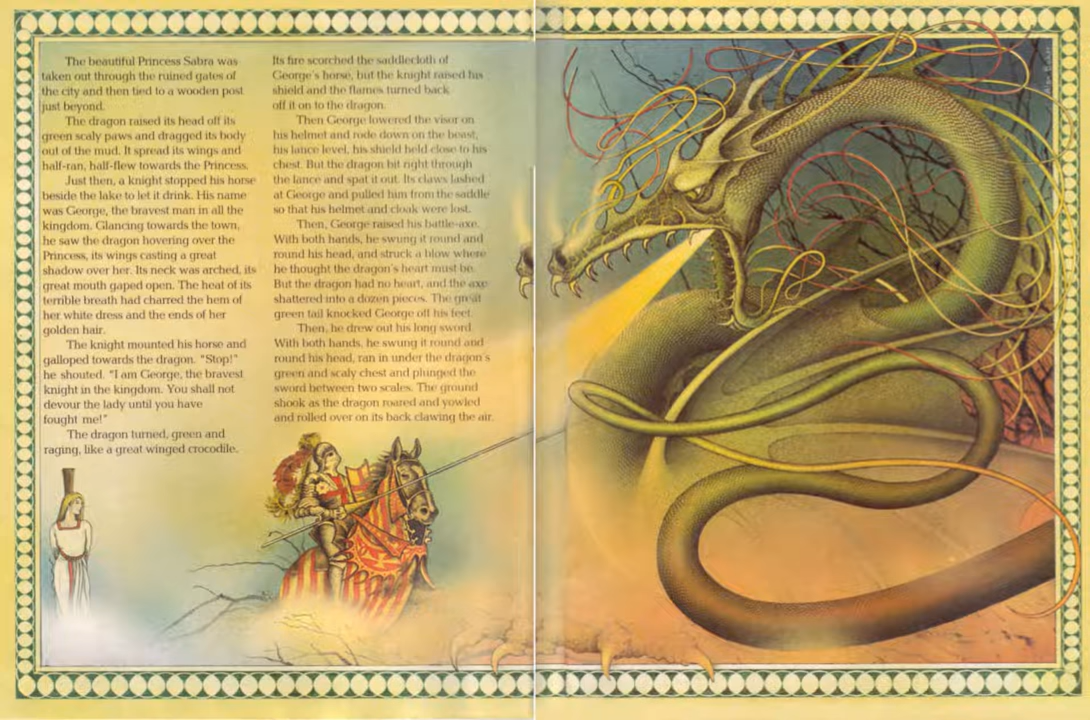 The beautiful Princess Sabra was
taken out through the ruined gates of
the city and then tied to a wooden post
just beyond.
The dragon raised its head off its
green scaly paws and dragged its body
out of the mud. It spread its wings and
half-ran, half-flew towards the Princess.
Just then, a knight stopped his horse
beside the lake to let it drink. His name
was George, the bravest man in all the
kingdom. Glancing towards the town,
he saw the dragon hovering over the
Princess, its wings casting a great
shadow over her. Its neck was arched, its
great mouth gaped open. The heat of its
terrible breath had charred the hem of
her white dress and the ends of her
golden hair.
The knight mounted his horse and
galloped towards the dragon. "Stop!"
he shouted. "I am George, the bravest
knight in the kingdom. You shall not
devour the lady until you have
fought me!"
The dragon turned, green and
raging, like a great winged crocodile.
Its fire scorched the saddlecloth of
George's horse, but the knight raised his
shield and the flames turned back
off it on to the dragon.
Then George lowered the visor on
his helmet and rode down on the beast,
his lance level, his shield held close to his
chest. But the dragon bit right through
the lance and spat it out. Its claws lashed
at George and pulled him from the saddle
so that his helmet and cloak were lost.
Then, George raised his battle-axe.
With both hands, he swung it round and
round his head, and struck a blow where
he thought the dragon's heart must be.
But the dragon had no heart, and the axe
shattered into a dozen pieces. The great
green tail knocked George off his feet.
Then, he drew out his long sword.
With both hands, he swung it round and
round his head, ran in under the dragon's
green and scaly chest and plunged the
sword between two scales. The ground
shook as the dragon roared and yowled
and rolled over on its back clawing the air.